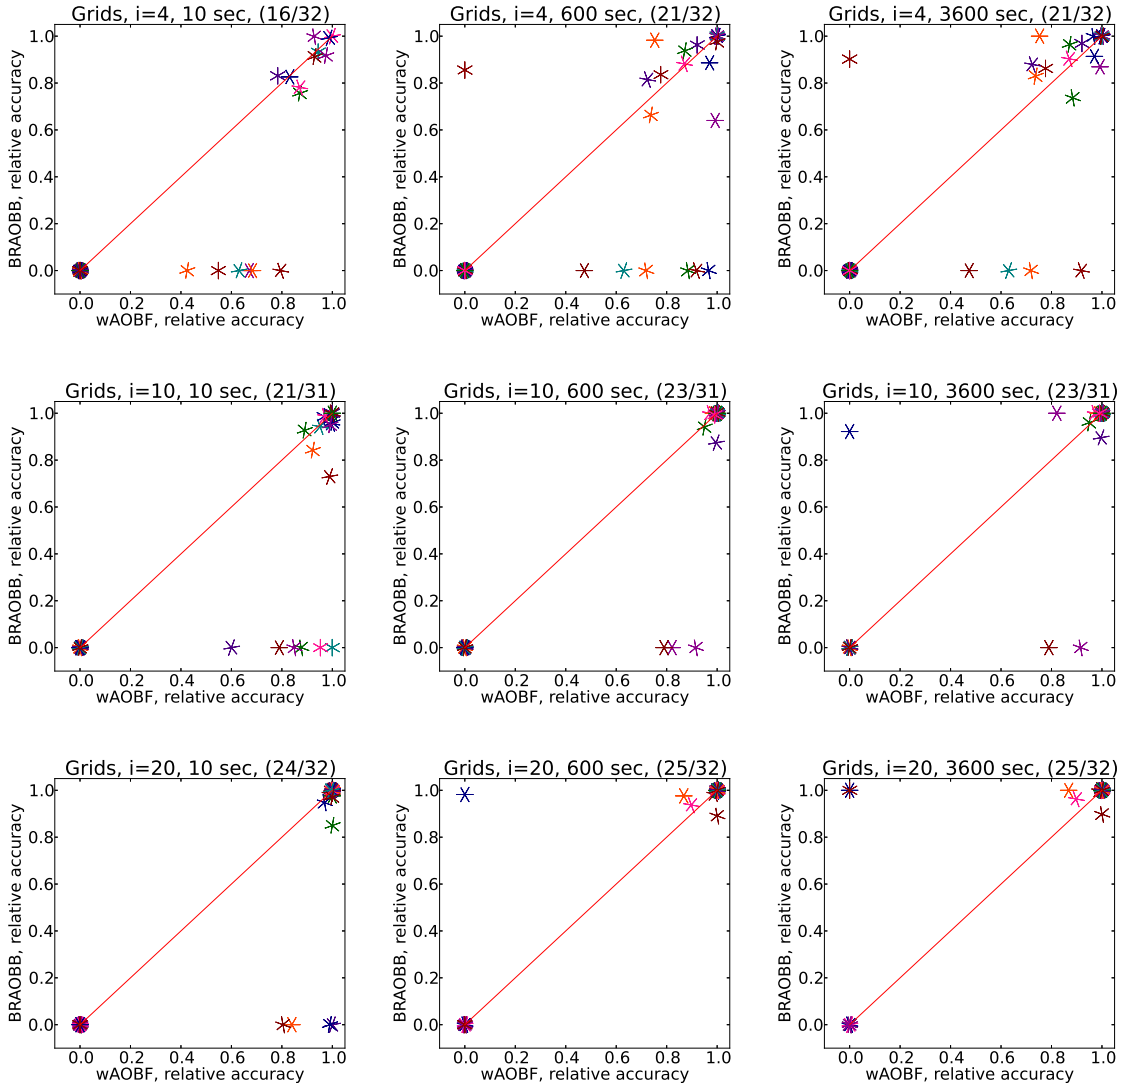 Grids, i=4, 10 sec, (16/32)
BRAOBB, relative accuracy
1.0
0.8
0.6
0.4
0.2
0.0
0.0 0.2 0.4 0.6 0.8 1.0
wAOBF, relative accuracy
Grids, i=4, 600 sec, (21/32)
BRAOBB, relative accuracy
1.0
0.8
0.6
0.4
0.2
0.0
0.0 0.2 0.4 0.6 0.8 1.0
wAOBF, relative accuracy
Grids, i=4, 3600 sec, (21/32)
BRAOBB, relative accuracy
1.0
0.8
0.6
0.4
0.2
0.0
0.0 0.2 0.4 0.6 0.8 1.0
wAOBF, relative accuracy
Grids, i=10, 10 sec, (21/31)
BRAOBB, relative accuracy
1.0
0.8
0.6
0.4
0.2
0.0
0.0 0.2 0.4 0.6 0.8 1.0
wAOBF, relative accuracy
Grids, i=10, 600 sec, (23/31)
BRAOBB, relative accuracy
1.0
0.8
0.6
0.4
0.2
0.0
0.0 0.2 0.4 0.6 0.8 1.0
wAOBF, relative accuracy
Grids, i=10, 3600 sec, (23/31)
BRAOBB, relative accuracy
1.0
0.8
0.6
0.4
0.2
0.0
0.0 0.2 0.4 0.6 0.8 1.0
wAOBF, relative accuracy
Grids, i=20, 10 sec, (24/32)
BRAOBB, relative accuracy
1.0
0.8
0.6
0.4
0.2
0.0
0.0 0.2 0.4 0.6 0.8 1.0
wAOBF, relative accuracy
Grids, i=20, 600 sec, (25/32)
BRAOBB, relative accuracy
1.0
0.8
0.6
0.4
0.2
0.0
0.0 0.2 0.4 0.6 0.8 1.0
wAOBF, relative accuracy
Grids, i=20, 3600 sec, (25/32)
BRAOBB, relative accuracy
1.0
0.8
0.6
0.4
0.2
0.0
0.0 0.2 0.4 0.6 0.8 1.0
wAOBF, relative accuracy